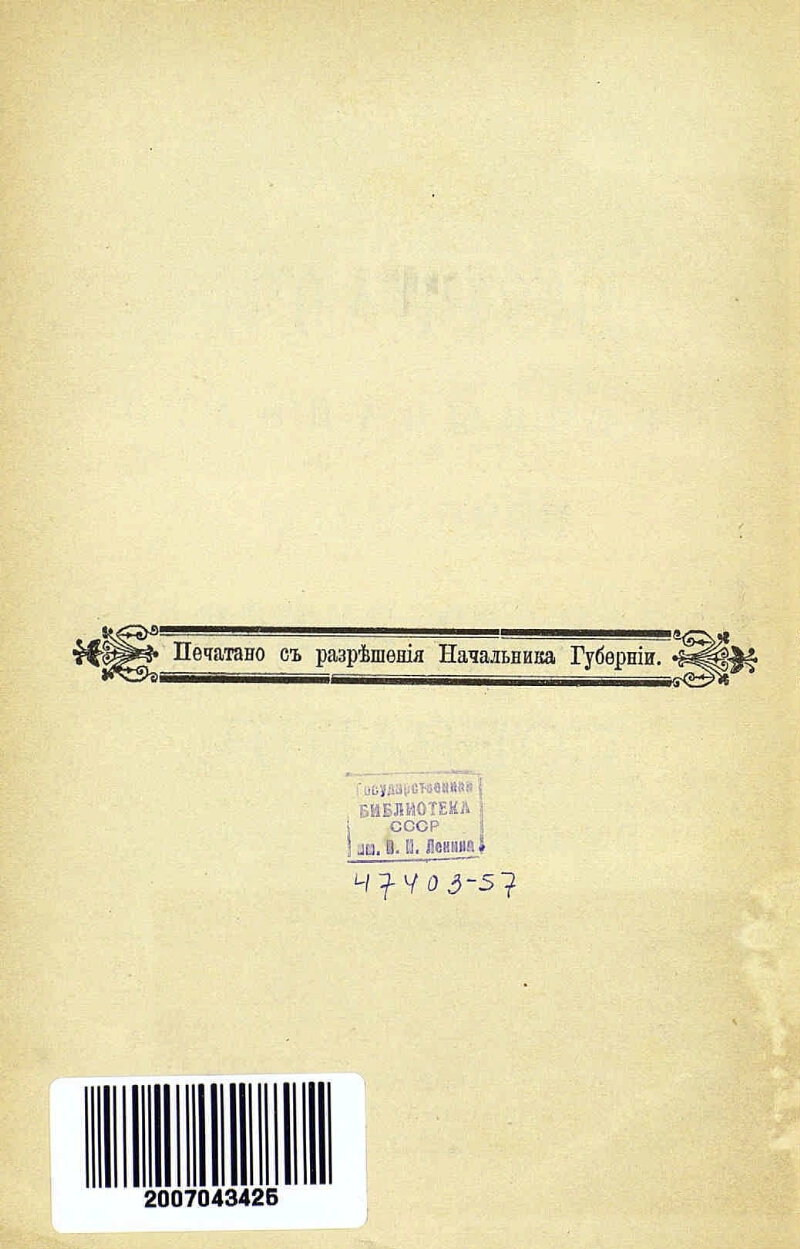 Печатано съ разрѣшенія Начальника Губерніи.
Государственная
БИБЛИОТЕКА
СССР
им. В. И. Ленина
47403-57
2007043425